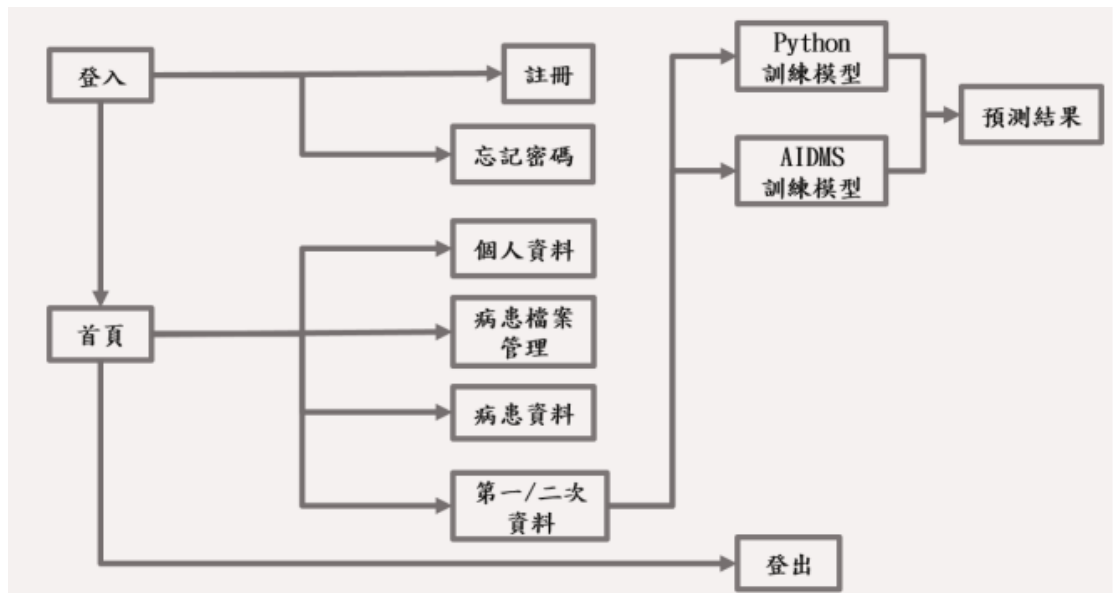 登入
註冊
忘記密碼
首頁
個人資料
病患檔案
管理
病患資料
第一/二次
資料
Python
訓練模型
AIDMS
訓練模型
預測結果
登出